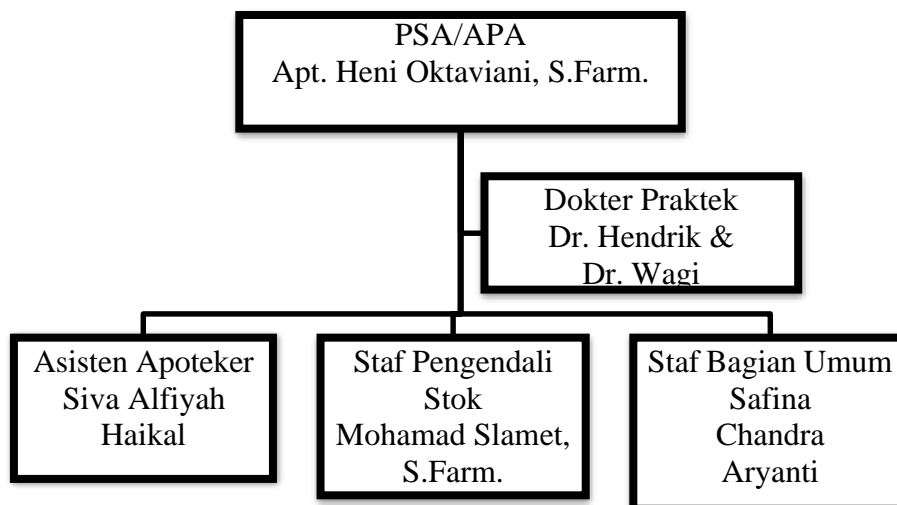 PSA/APA
Apt. Heni Oktaviani, S.Farm.
Dokter Praktek
Dr. Hendrik &
Dr. Wagi
Asisten Apoteker
Siva Alfiyah
Haikal
Staf Pengendali
Stok
Mohamad Slamet,
S.Farm.
Staf Bagian Umum
Safina
Chandra
Aryanti